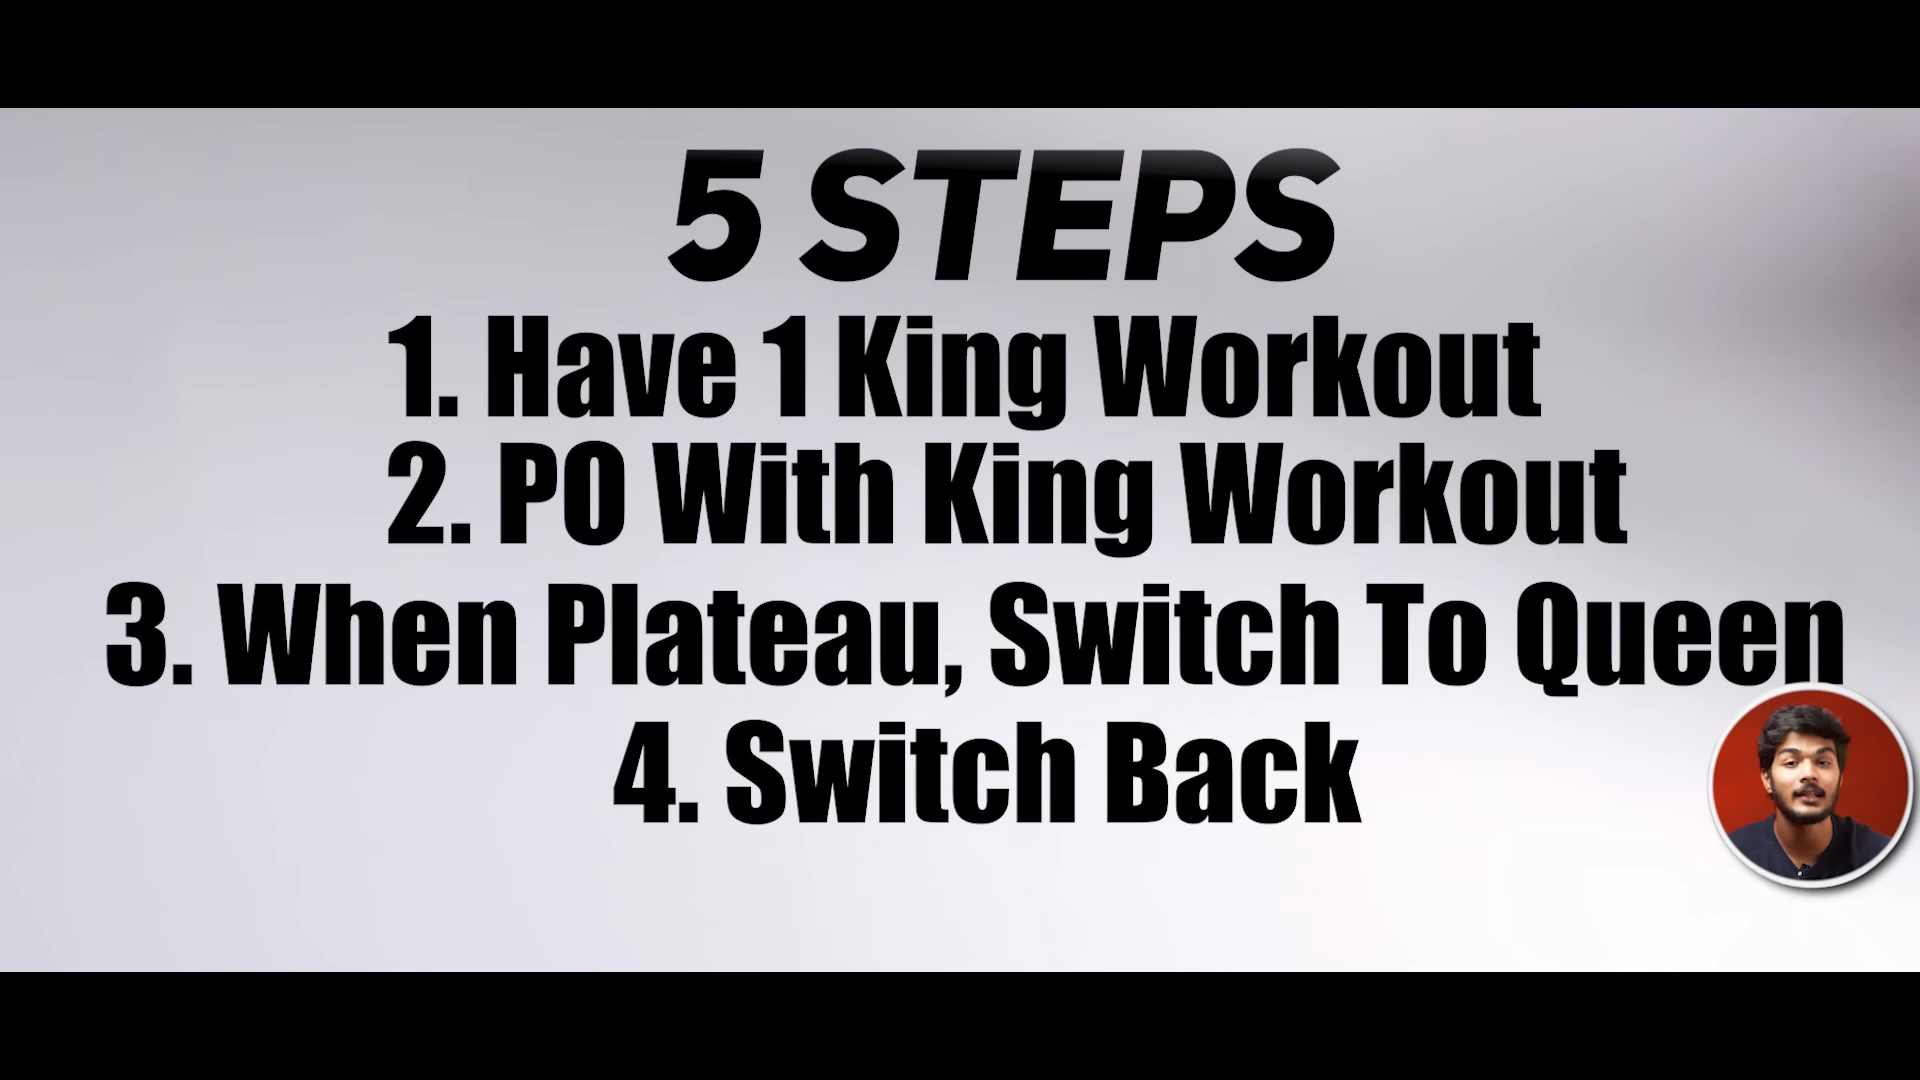 5 STEPS
1. Have 1 King Workout
2. PO With King Workout
3. When Plateau, Switch To Queen
4. Switch Back